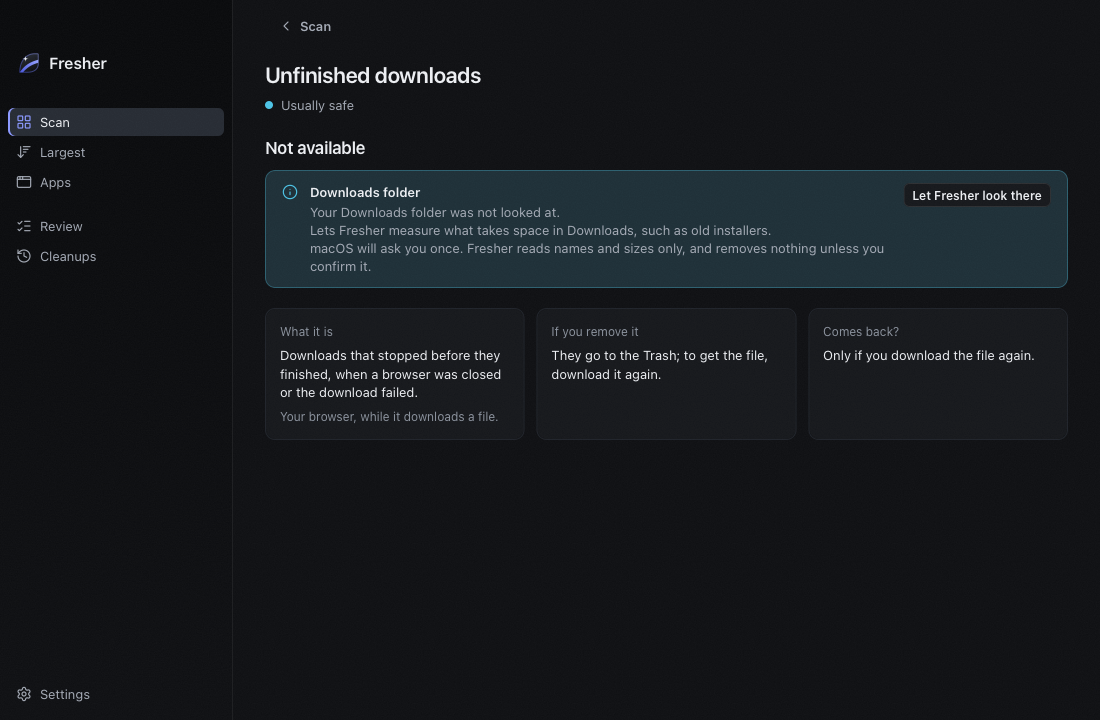 Scan
Fresher
Unfinished downloads
Usually safe
Scan
Largest
Apps
Review
Cleanups
Not available
Downloads folder
Let Fresher look there
Your Downloads folder was not looked at.
Lets Fresher measure what takes space in Downloads, such as old installers.
macOS will ask you once. Fresher reads names and sizes only, and removes nothing unless you
confirm it.
What it is
Downloads that stopped before they
finished, when a browser was closed
or the download failed.
Your browser, while it downloads a file.
If you remove it
They go to the Trash; to get the file,
download it again.
Comes back?
Only if you download the file again.
Settings